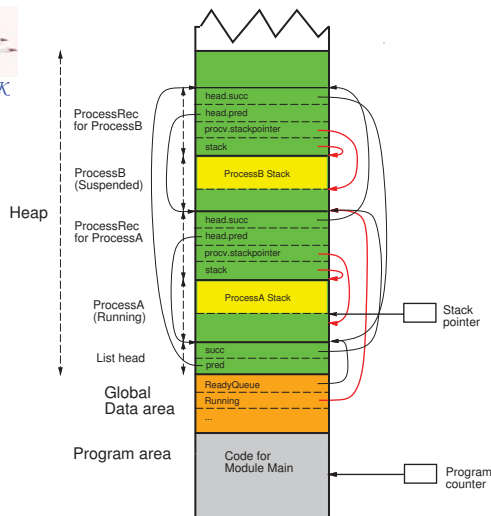 K
head.succ
head.pred
procv.stackpointer
stack
ProcessRec
for ProcessB
ProcessB Stack
ProcessB
(Suspended)
Heap
ProcessRec
for ProcessA
head.succ
head.pred
procv.stackpointer
stack
ProcessA Stack
ProcessA
(Running)
Stack
pointer
List head
succ
pred
Global
Data area
ReadyQueue
Running
...
Program area
Code for
Module Main
Program
counter